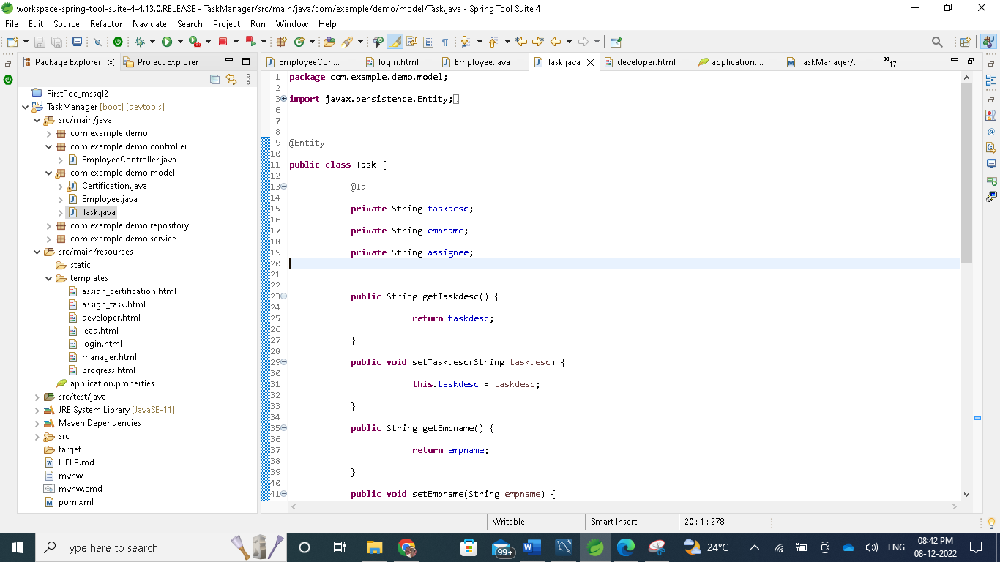 workspace-spring-tool-suite-4-4.13.0.RELEASE - TaskManager/src/main/java/com/example/demo/model/Task.java - Spring Tool Suite 4
File Edit Source Refactor Navigate Search Project Run Window Help
Package Explorer Project Explorer
EmployeeCon... login.html Employee.java Task.java developer.html application.... TaskManager/... 17
FirstPoc_mssql2
TaskManager [boot] [devtools]
src/main/java
com.example.demo
com.example.demo.controller
EmployeeController.java
com.example.demo.model
Certification.java
Employee.java
Task.java
com.example.demo.repository
com.example.demo.service
src/main/resources
static
templates
assign_certification.html
assign_task.html
developer.html
lead.html
login.html
manager.html
progress.html
application.properties
src/test/java
JRE System Library [JavaSE-11]
Maven Dependencies
src
target
HELP.md
mvnw
mvnw.cmd
pom.xml
1 package com.example.demo.model;
2
3 import javax.persistence.Entity;
6
7
8
9 @Entity
10
11 public class Task {
12
13 @Id
14
15 private String taskdesc;
16
17 private String empname;
18
19 private String assignee;
20
21
22
23 public String getTaskdesc() {
24
25 return taskdesc;
26
27 }
28
29 public void setTaskdesc(String taskdesc) {
30
31 this.taskdesc = taskdesc;
32
33 }
34
35 public String getEmpname() {
36
37 return empname;
38
39 }
40
41 public void setEmpname(String empname) {
Writable Smart Insert 20 : 1 : 278
Type here to search
99+
24°C
ENG
08:42 PM
08-12-2022